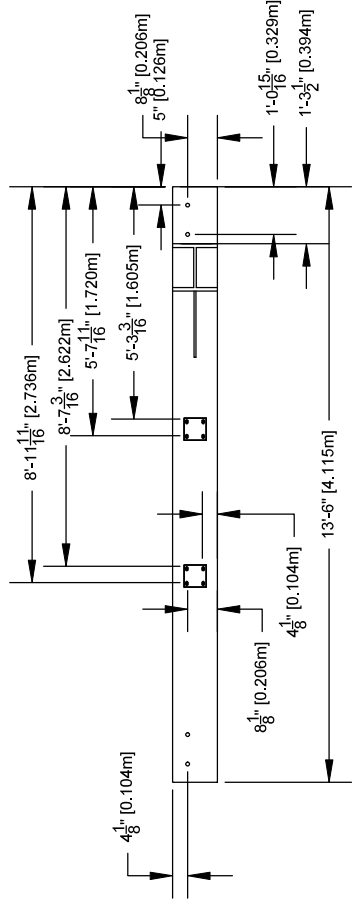 8'-11 11/16" [2.736m]
8'-7 3/16" [2.622m]
5'-7 11/16" [1.720m]
5'-3 3/16" [1.605m]
8 1/8" [0.206m]
5" [0.126m]
1'-0 15/16" [0.329m]
1'-3 1/2" [0.394m]
4 1/8" [0.104m]
8 1/8" [0.206m]
4 1/8" [0.104m]
13'-6" [4.115m]